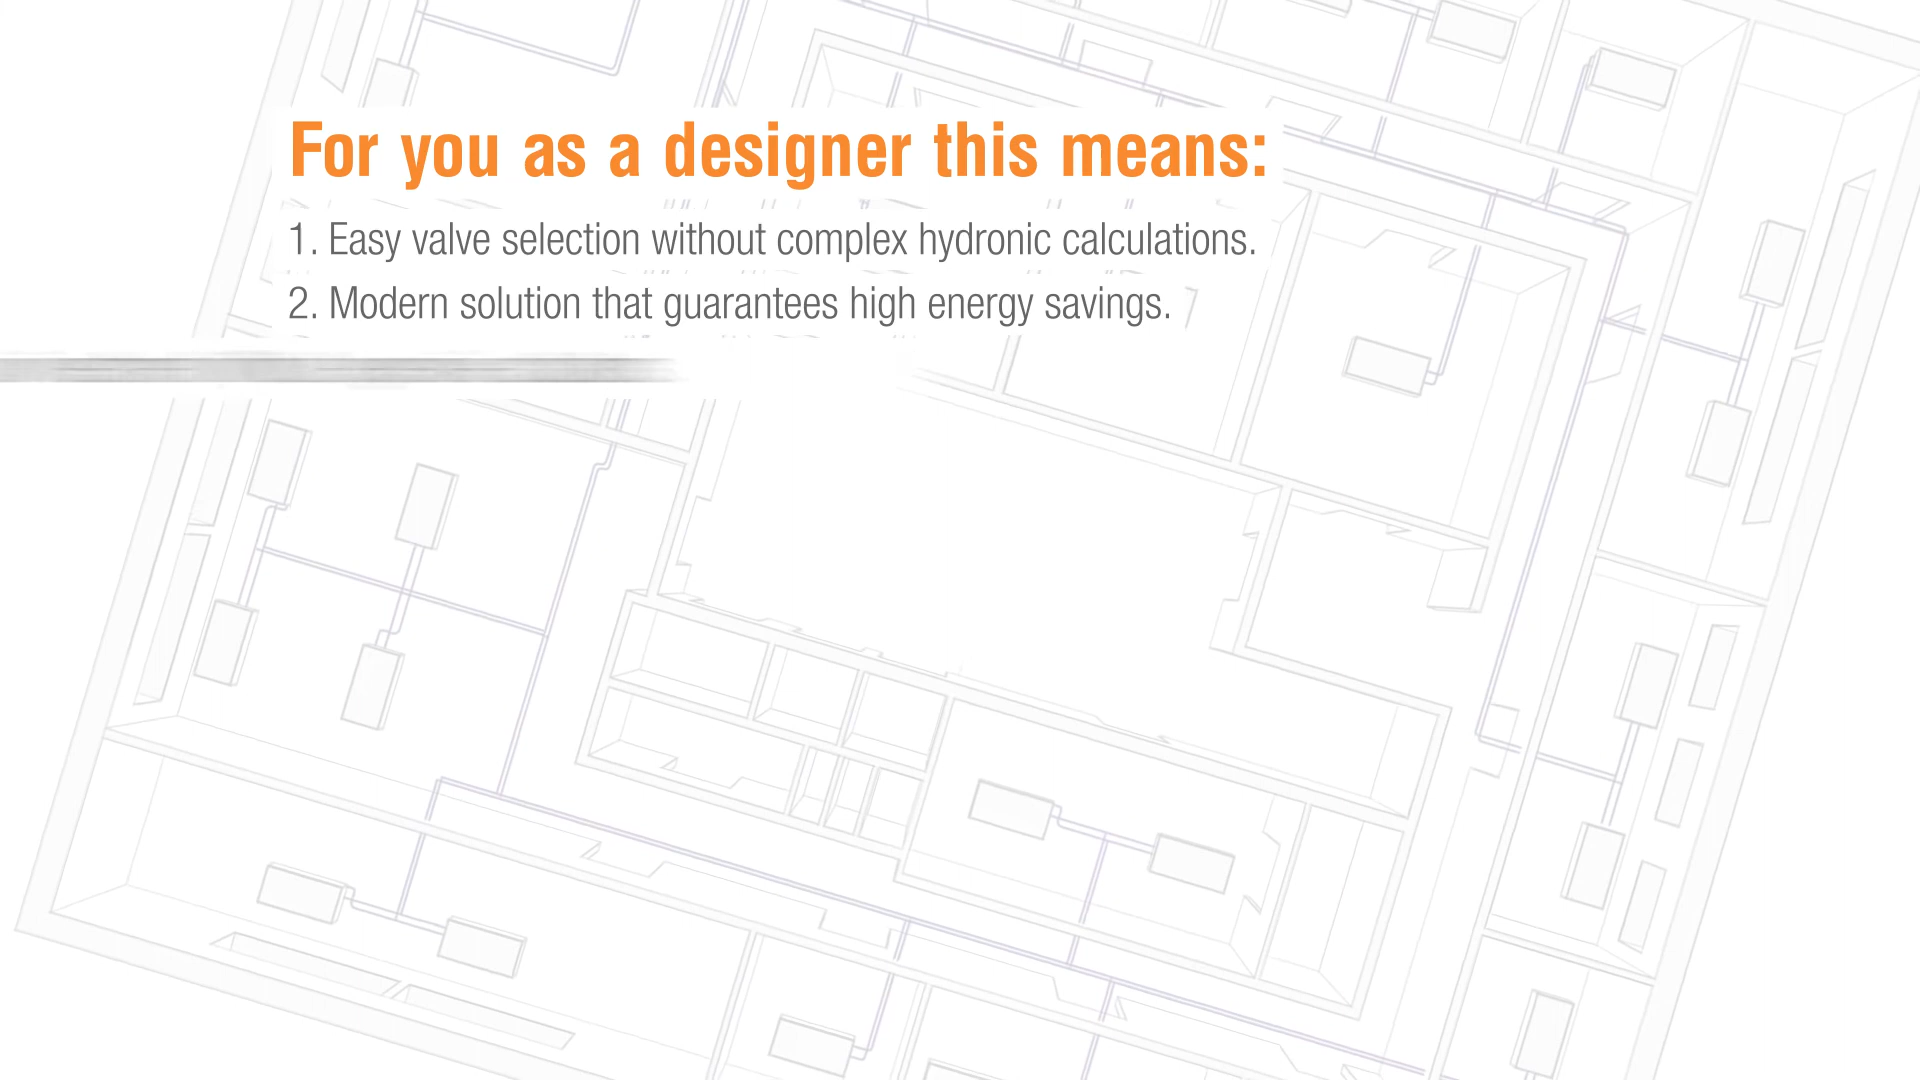 For you as a designer this means:
1. Easy valve selection without complex hydronic calculations.
2. Modern solution that guarantees high energy savings.